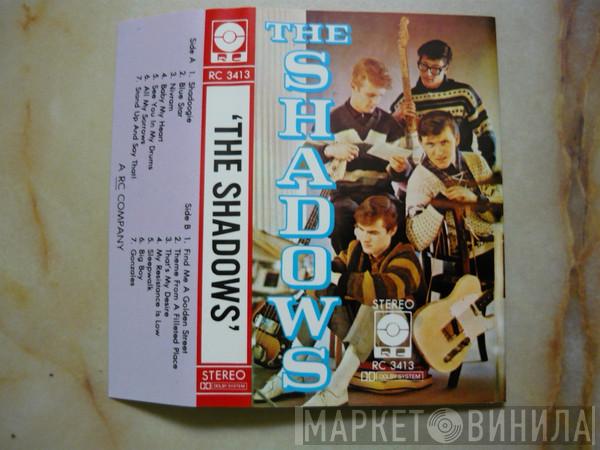 Side A 1. Shadoogie
2. Blue Star
3. Nivram
4. Baby My Heart
5. See You In My Drums
6. All My Sorrows
7. Stand Up And Say That!
Side B 1. Find Me A Golden Street
2. Theme From A Filleted Place
3. That's My Desire
4. My Resistance Is Low
5. Sleepwalk
6. Big Boy
7. Gonzales
A RC COMPANY
RC 3413
'THE SHADOWS'
STEREO
DOLBY SYSTEM
THE
SHADOWS
STEREO
RC 3413
DOLBY SYSTEM
МАРКЕТ ВИНИЛА